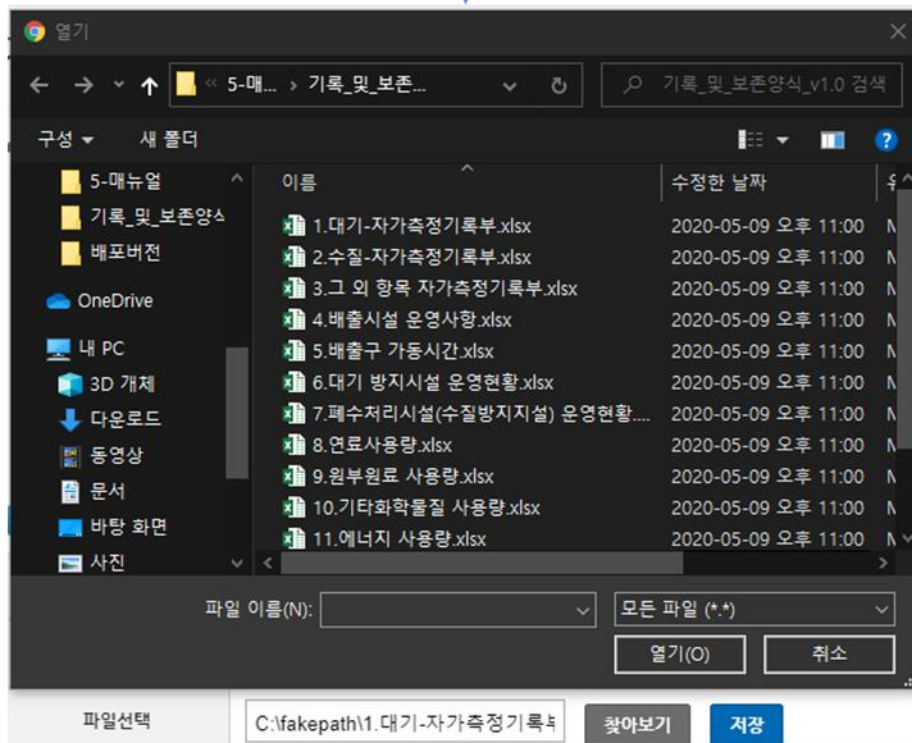 열기
« 5-매... › 기록_및_보존...
기록_및_보존양식_v1.0 검색
구성
새 폴더
5-매뉴얼
기록_및_보존양식
배포버전
OneDrive
내 PC
3D 개체
다운로드
동영상
문서
바탕 화면
사진
이름 수정한 날짜
1.대기-자가측정기록부.xlsx 2020-05-09 오후 11:00
2.수질-자가측정기록부.xlsx 2020-05-09 오후 11:00
3.그 외 항목 자가측정기록부.xlsx 2020-05-09 오후 11:00
4.배출시설 운영사항.xlsx 2020-05-09 오후 11:00
5.배출구 가동시간.xlsx 2020-05-09 오후 11:00
6.대기 방지시설 운영현황.xlsx 2020-05-09 오후 11:00
7.폐수처리시설(수질방지지설) 운영현황.... 2020-05-09 오후 11:00
8.연료사용량.xlsx 2020-05-09 오후 11:00
9.원부원료 사용량.xlsx 2020-05-09 오후 11:00
10.기타화학물질 사용량.xlsx 2020-05-09 오후 11:00
11.에너지 사용량.xlsx 2020-05-09 오후 11:00
파일 이름(N):
모든 파일 (*.*)
열기(O) 취소
파일선택 C:\fakepath\1.대기-자가측정기록부 찾아보기 저장